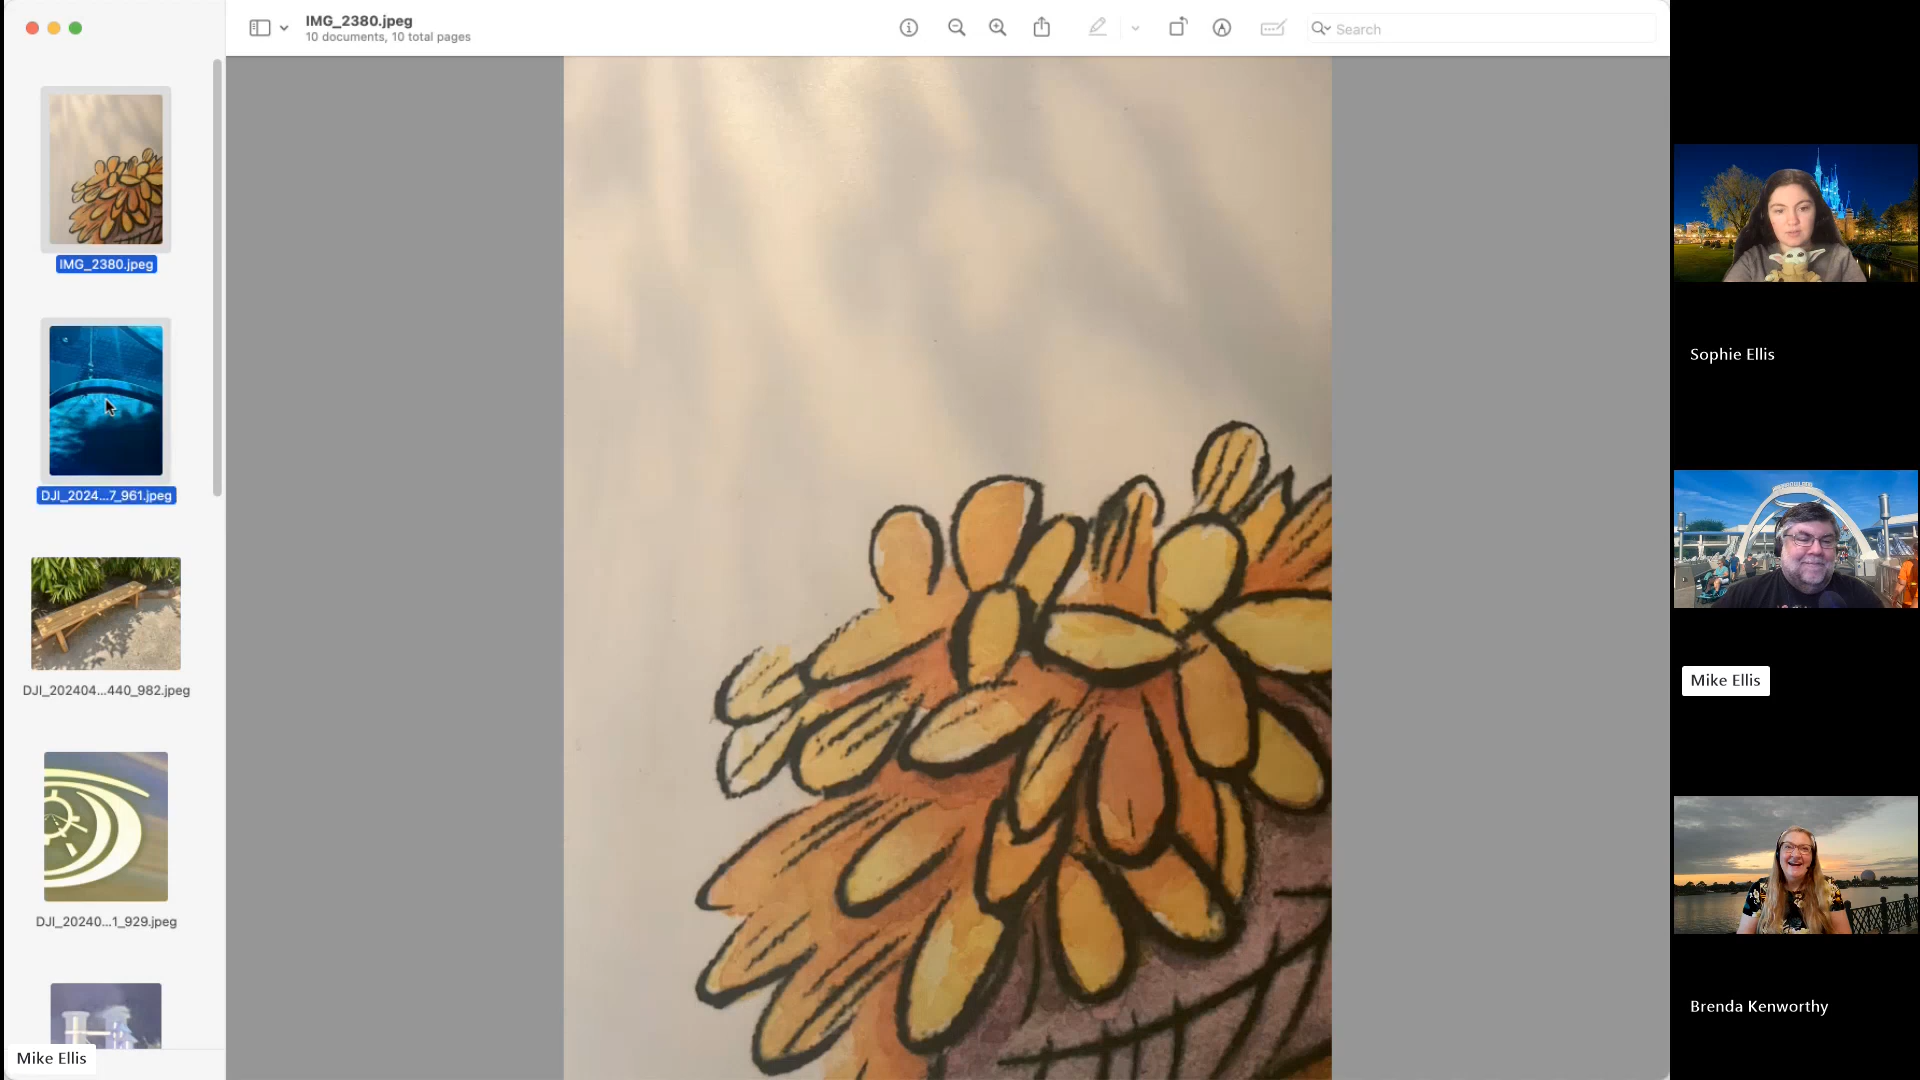 IMG_2380.jpeg
10 documents, 10 total pages
Search
IMG_2380.jpeg
DJI_2024...7_961.jpeg
DJI_202404...440_982.jpeg
DJI_20240...1_929.jpeg
Mike Ellis
Sophie Ellis
Mike Ellis
Brenda Kenworthy